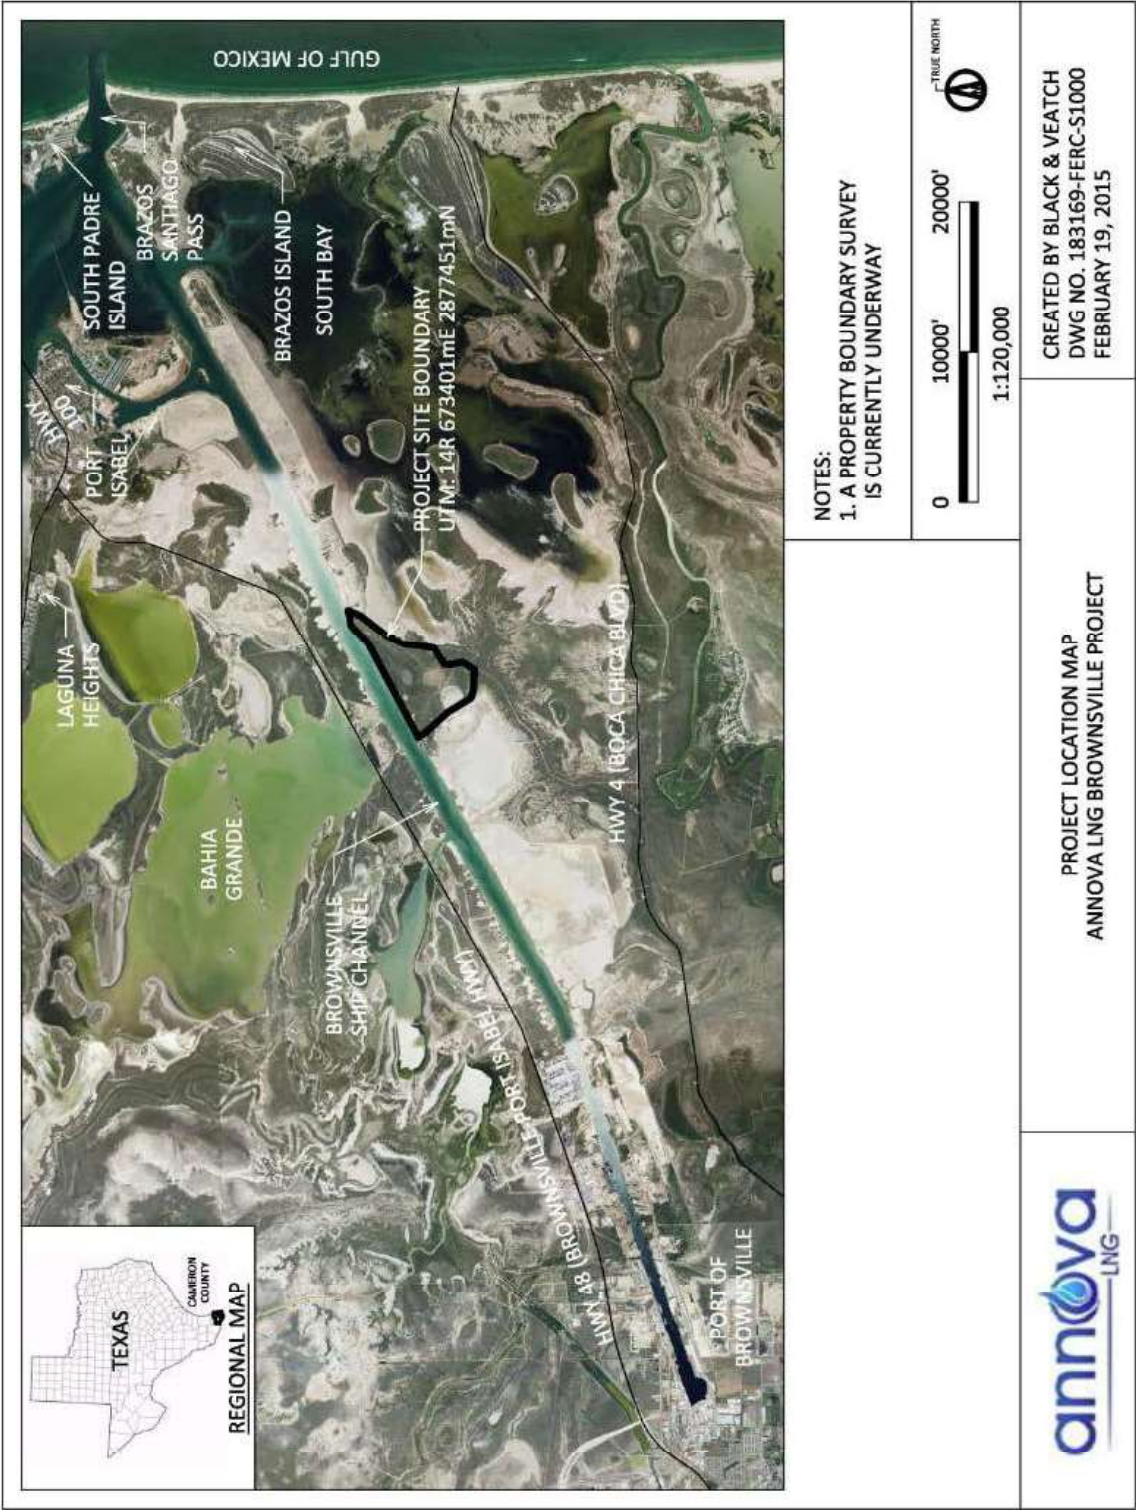 TEXAS
CAMERON
COUNTY
REGIONAL MAP
LAGUNA
HEIGHTS
BAHIA
GRANDE
HWY
100
PORT
ISABEL
SOUTH PADRE
ISLAND
BRAZOS
SANTIAGO
PASS
GULF OF MEXICO
BRAZOS ISLAND
SOUTH BAY
BROWNSVILLE
SHIP CHANNEL
PROJECT SITE BOUNDARY
UTM: 14R 673401mE 2877451mN
HWY 48 (BROWNSVILLE PORT ISABEL HWY)
HWY 4 (BOCA CHICA BLVD)
PORT OF
BROWNSVILLE
NOTES:
1. A PROPERTY BOUNDARY SURVEY
IS CURRENTLY UNDERWAY
0 10000' 20000'
1:120,000
TRUE NORTH
annova
LNG
PROJECT LOCATION MAP
ANNOVA LNG BROWNSVILLE PROJECT
CREATED BY BLACK & VEATCH
DWG NO. 183169-FERC-S1000
FEBRUARY 19, 2015